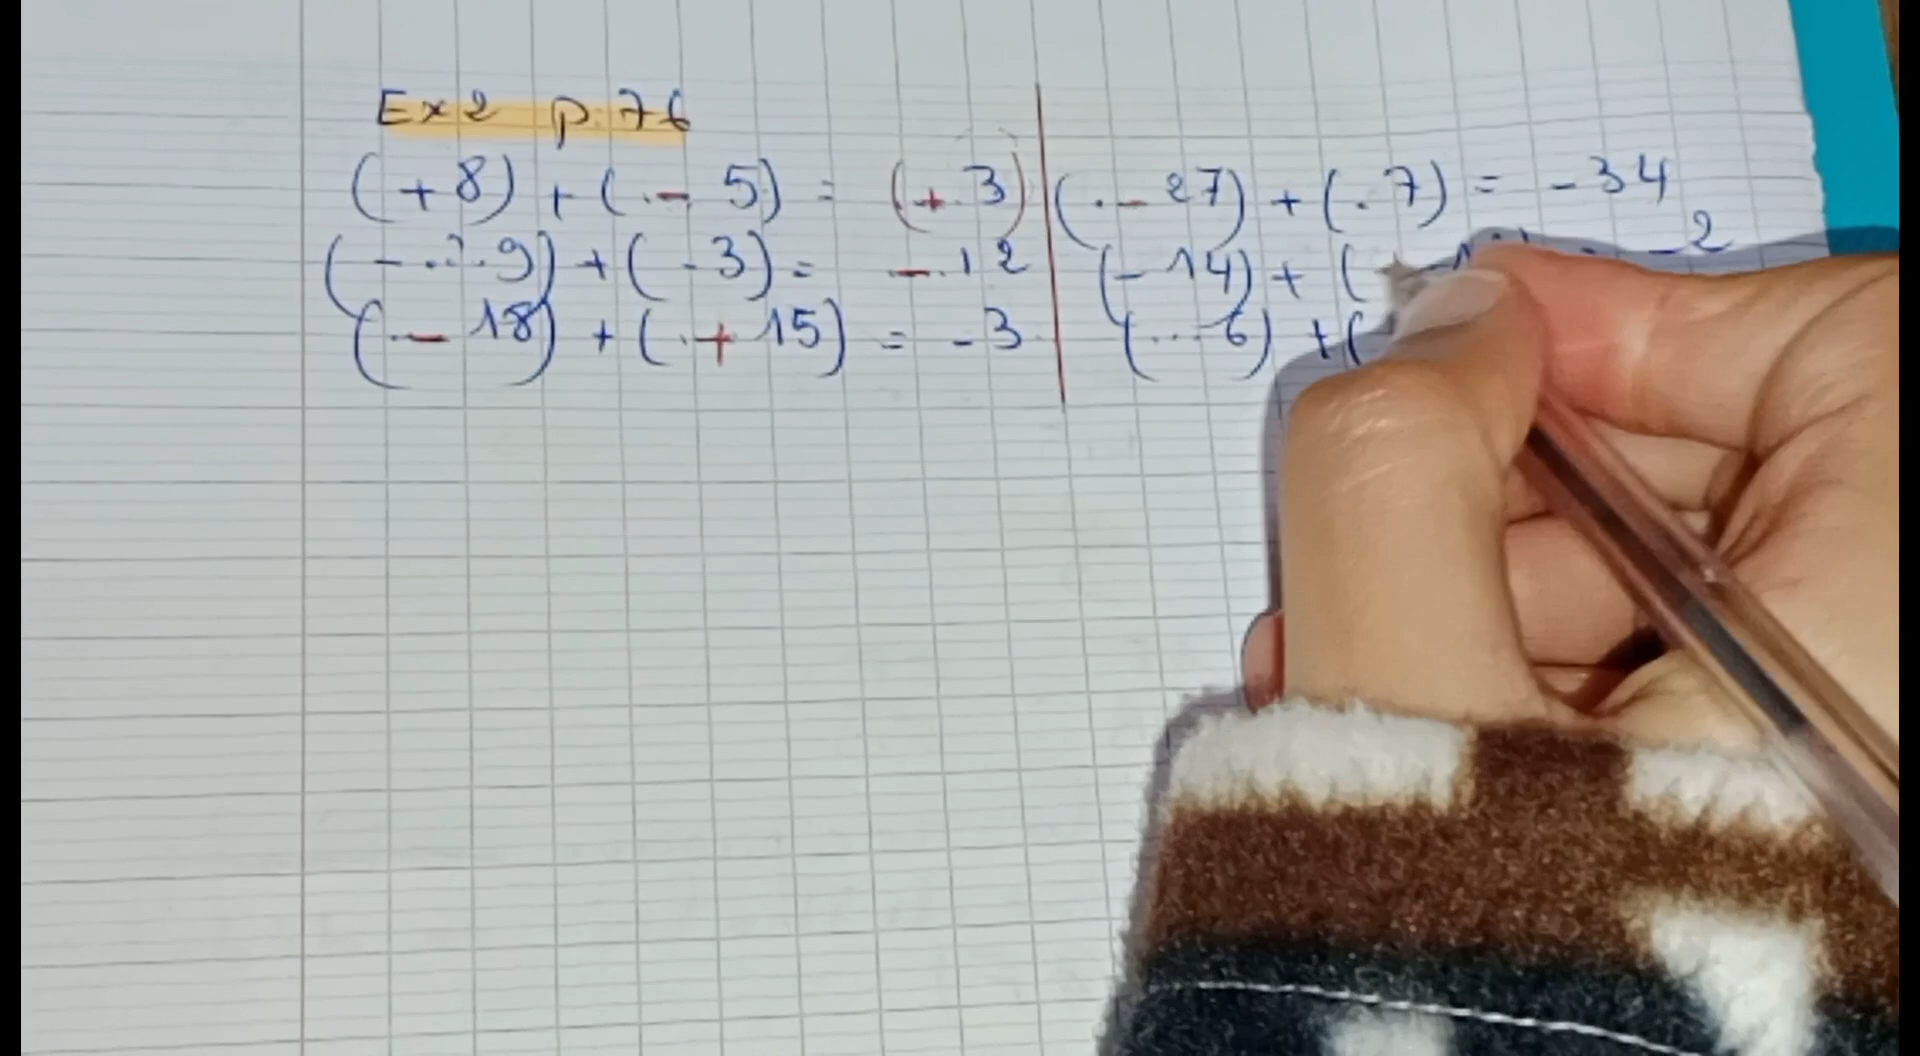 Ex 2 p. 76
(+8) + (.- 5) = (+.3)
(-...9) + (-3) = -.12
(.- 18) + (.+ 15) = -3
(.- 27) + (. 7) = -34
(-14) + ( -2
(... 6) + (